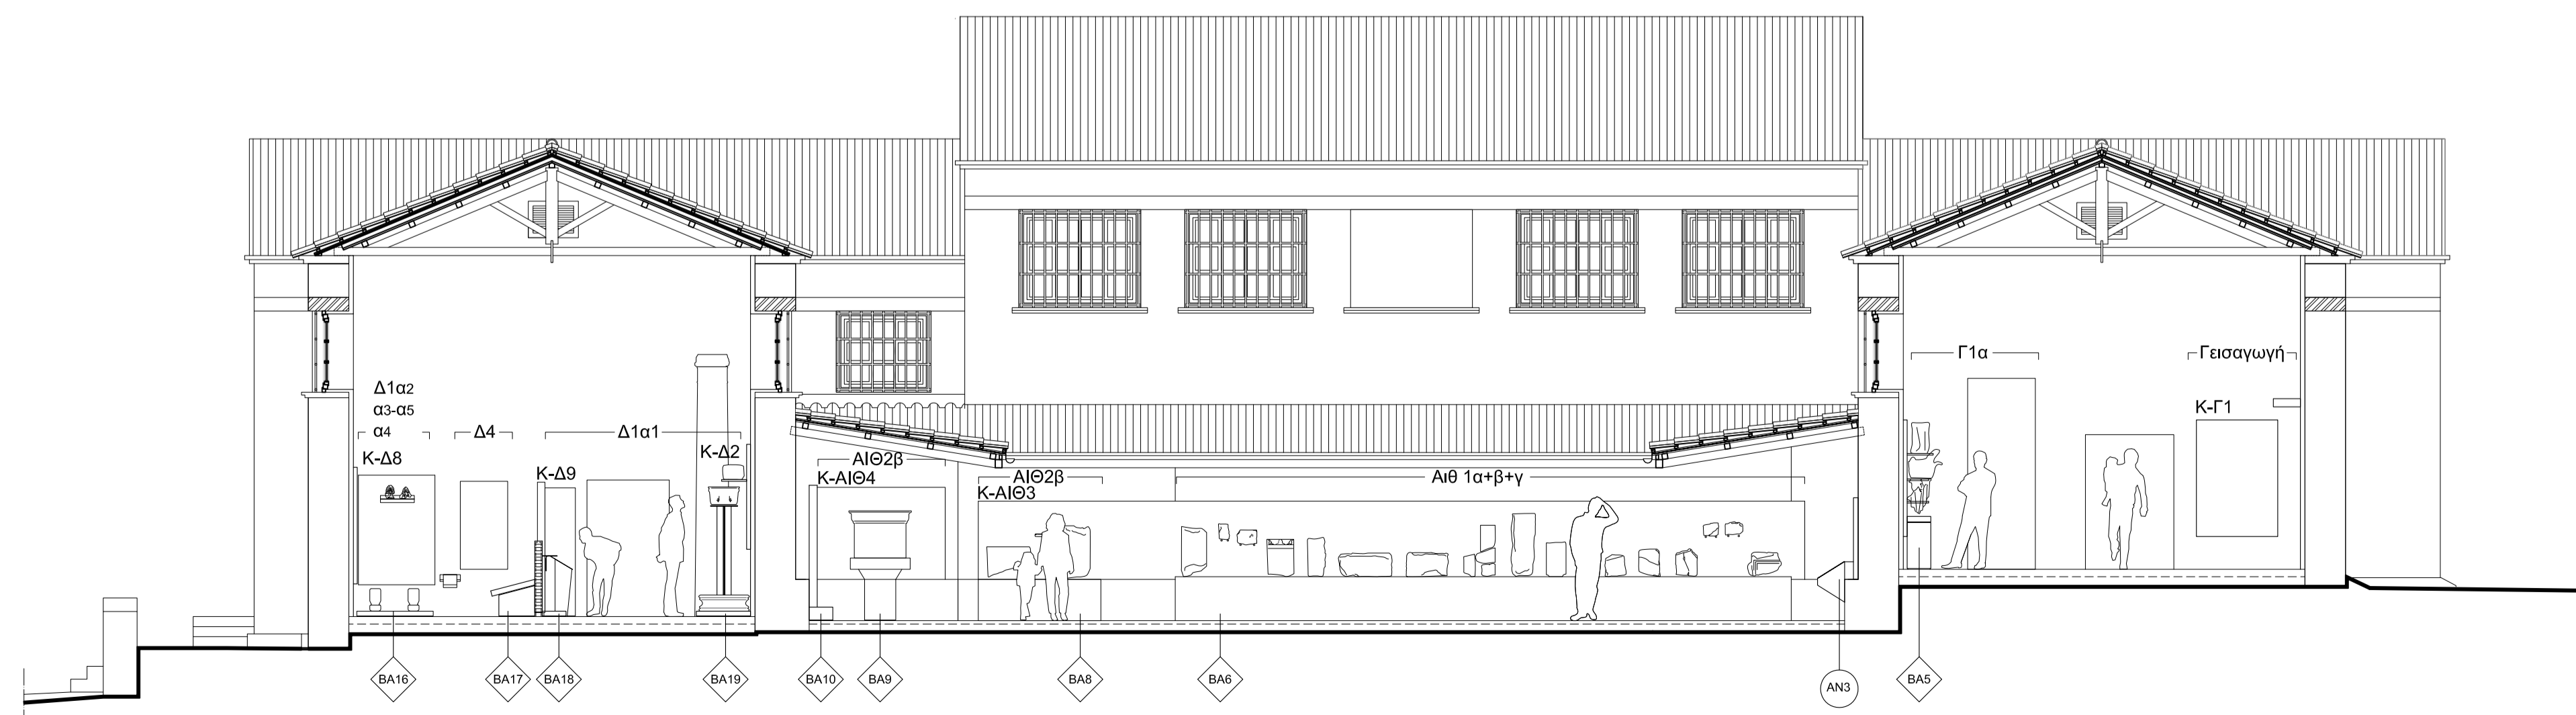 Δ1α2
α3-α5
α4
Κ-Δ8
Δ4
Δ1α1
Κ-Δ9
Κ-Δ2
ΑΙΘ2β
Κ-ΑΙΘ4
ΑΙΘ2β
Κ-ΑΙΘ3
Αιθ 1α+β+γ
Γ1α
Γεισαγωγή
Κ-Γ1
BA16
BA17
BA18
BA19
BA10
BA9
BA8
BA6
AN3
BA5